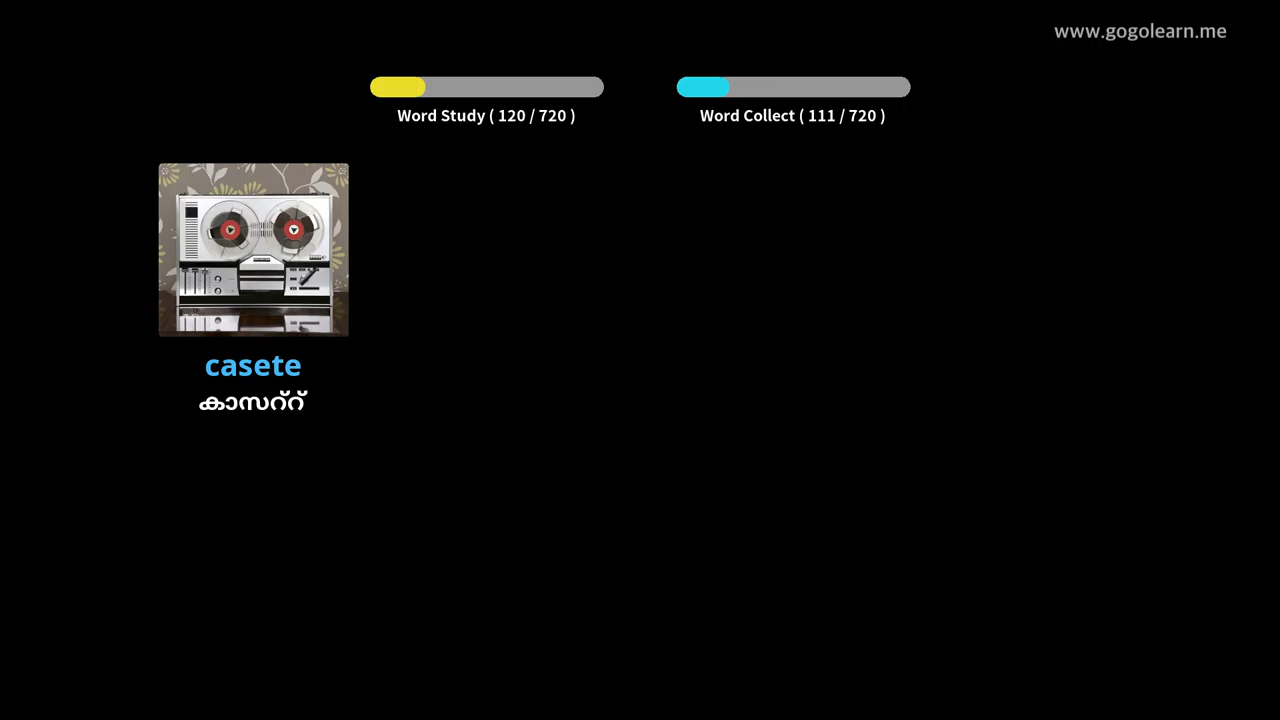 www.gogolearn.me
Word Study ( 120 / 720 )
Word Collect ( 111 / 720 )
casete
കാസറ്റ്